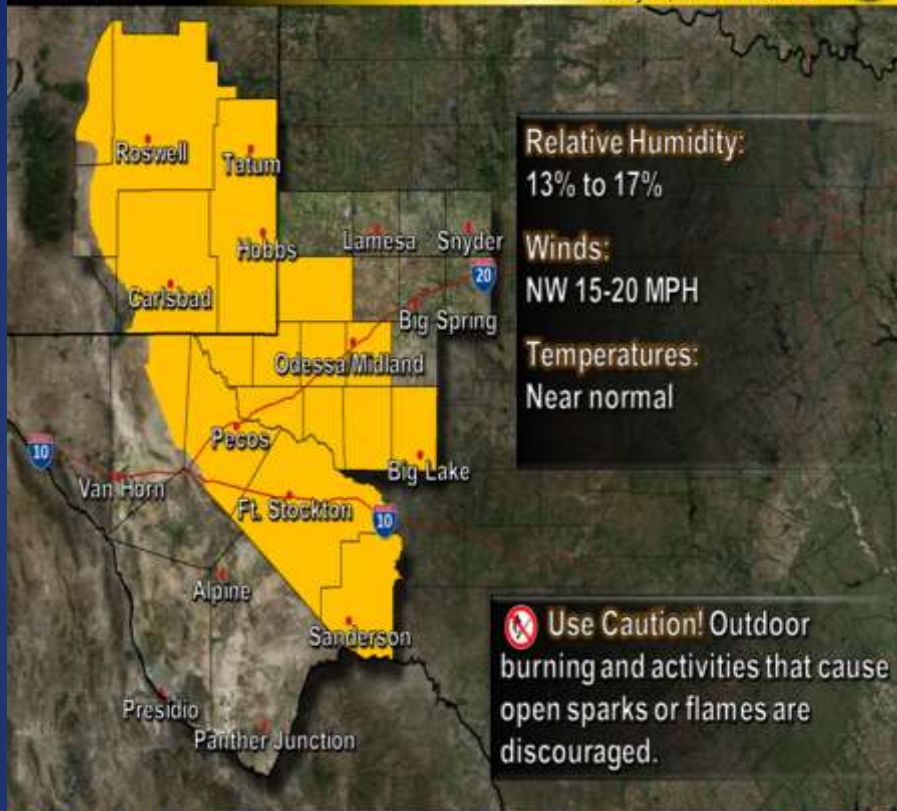 Roswell
Tatum
Hobbs
Lamesa
Snyder
Carlsbad
20
Big Spring
Odessa/Midland
Pecos
10
Big Lake
Van Horn
Ft. Stockton
10
Alpine
Sanderson
Presidio
Panther Junction
Relative Humidity:
13% to 17%
Winds:
NW 15-20 MPH
Temperatures:
Near normal
Use Caution! Outdoor
burning and activities that cause
open sparks or flames are
discouraged.